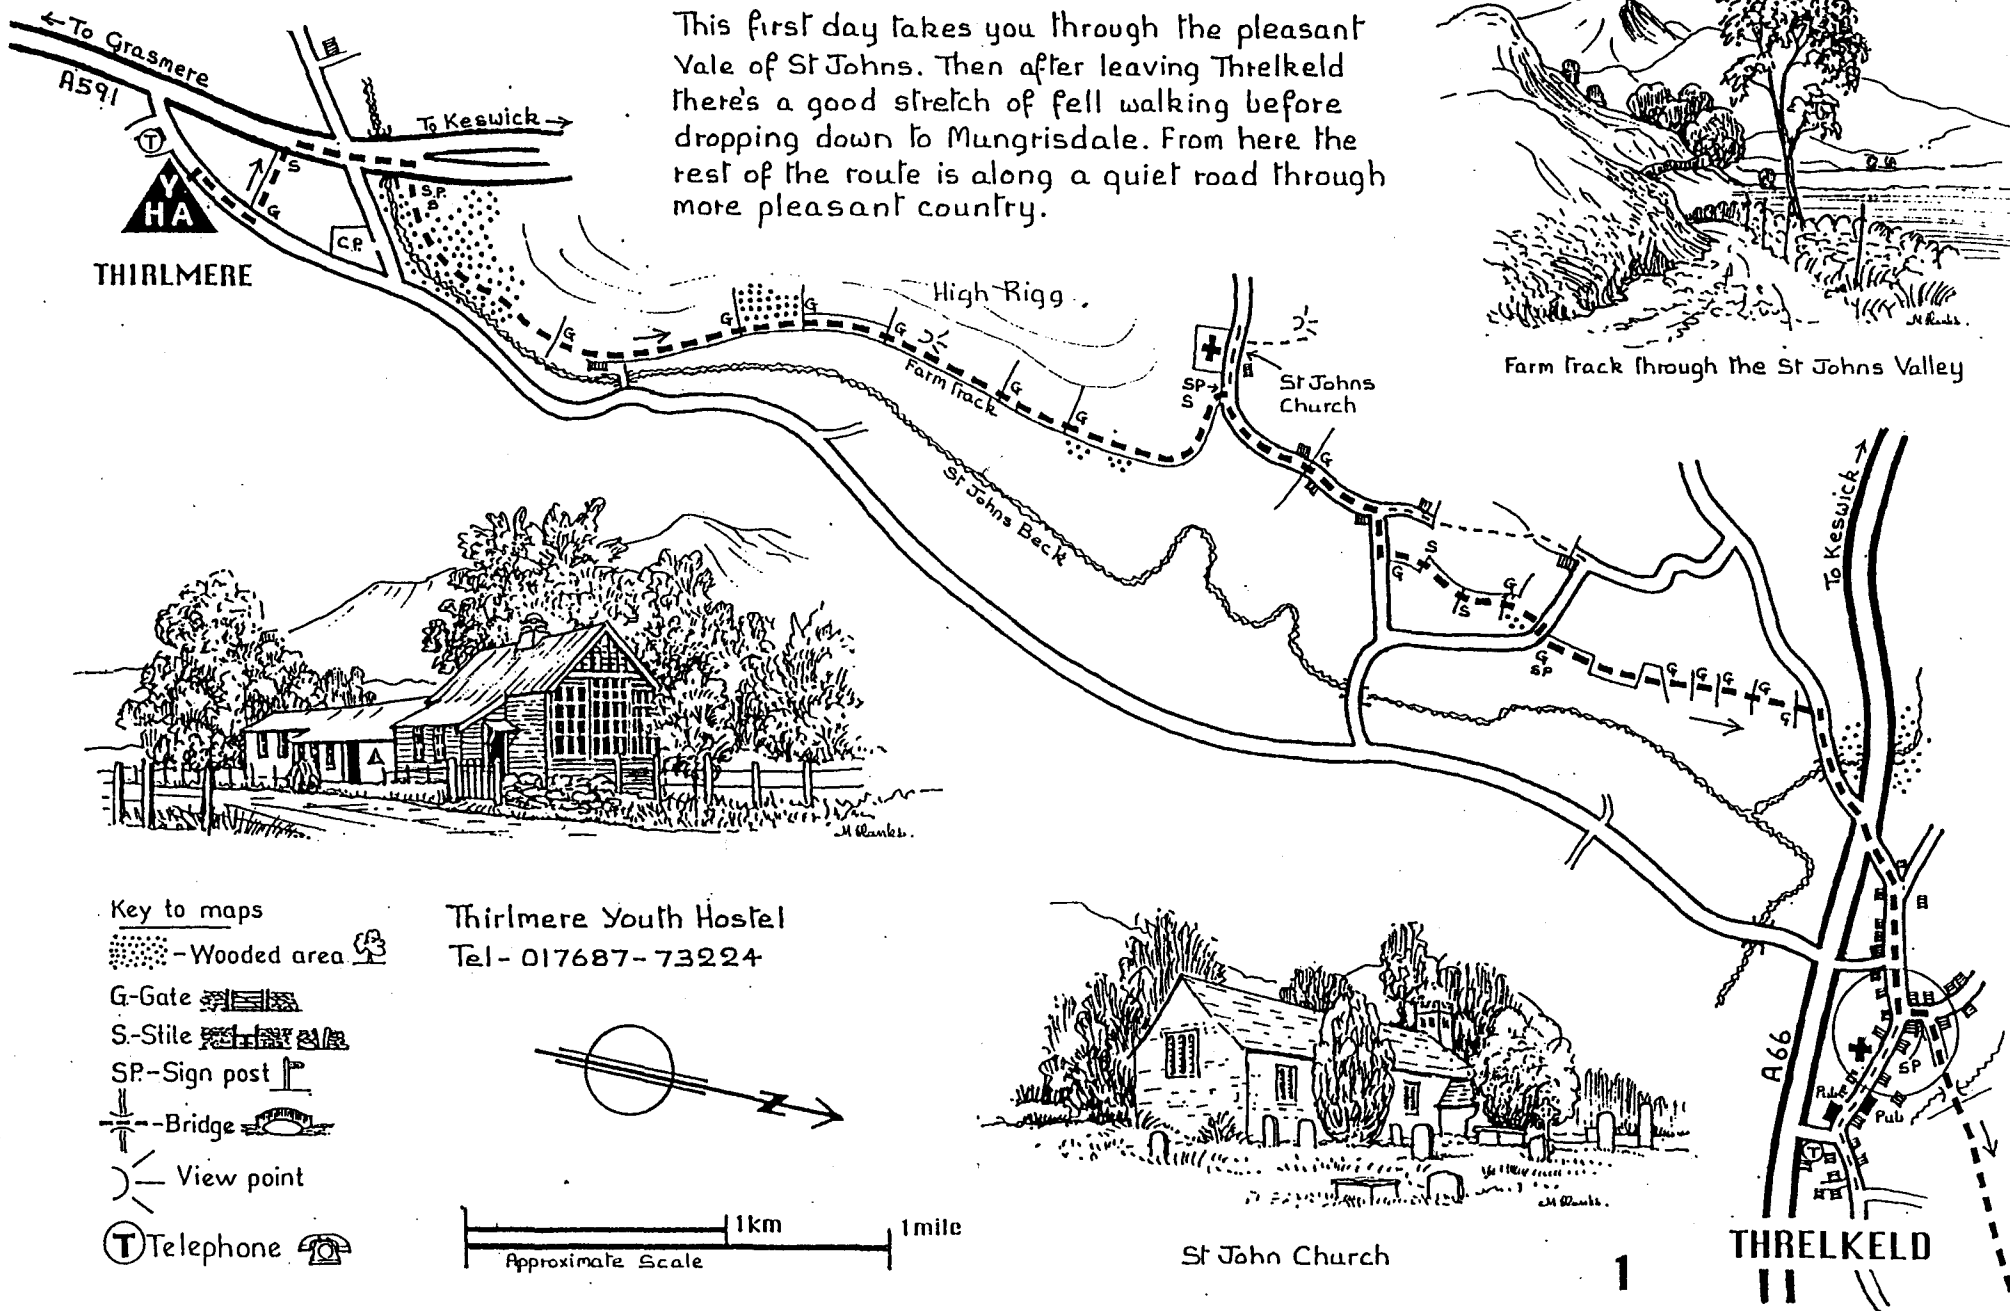 This first day takes you through the pleasant
Vale of St Johns. Then after leaving Threlkeld
there's a good stretch of fell walking before
dropping down to Mungrisdale. From here the
rest of the route is along a quiet road through
more pleasant country.
←To Grasmere
A591
To Keswick→
T
YHA
THIRLMERE
S
G
C.P.
S.P.
S
G
G
G
High Rigg
G
Farm Track
G
G
SP→
S
St Johns
Church
St Johns Beck
Farm track through the St Johns Valley
To Keswick→
G
S
G
S
G
G
SP
G
G
G
G
G
A66
SP
Pub
Pub
T
THRELKELD
Key to maps
-Wooded area
G-Gate
S-Stile
SP-Sign post
-Bridge
View point
T Telephone
Thirlmere Youth Hostel
Tel- 017687-73224
N
1km
1mile
Approximate Scale
St John Church
1